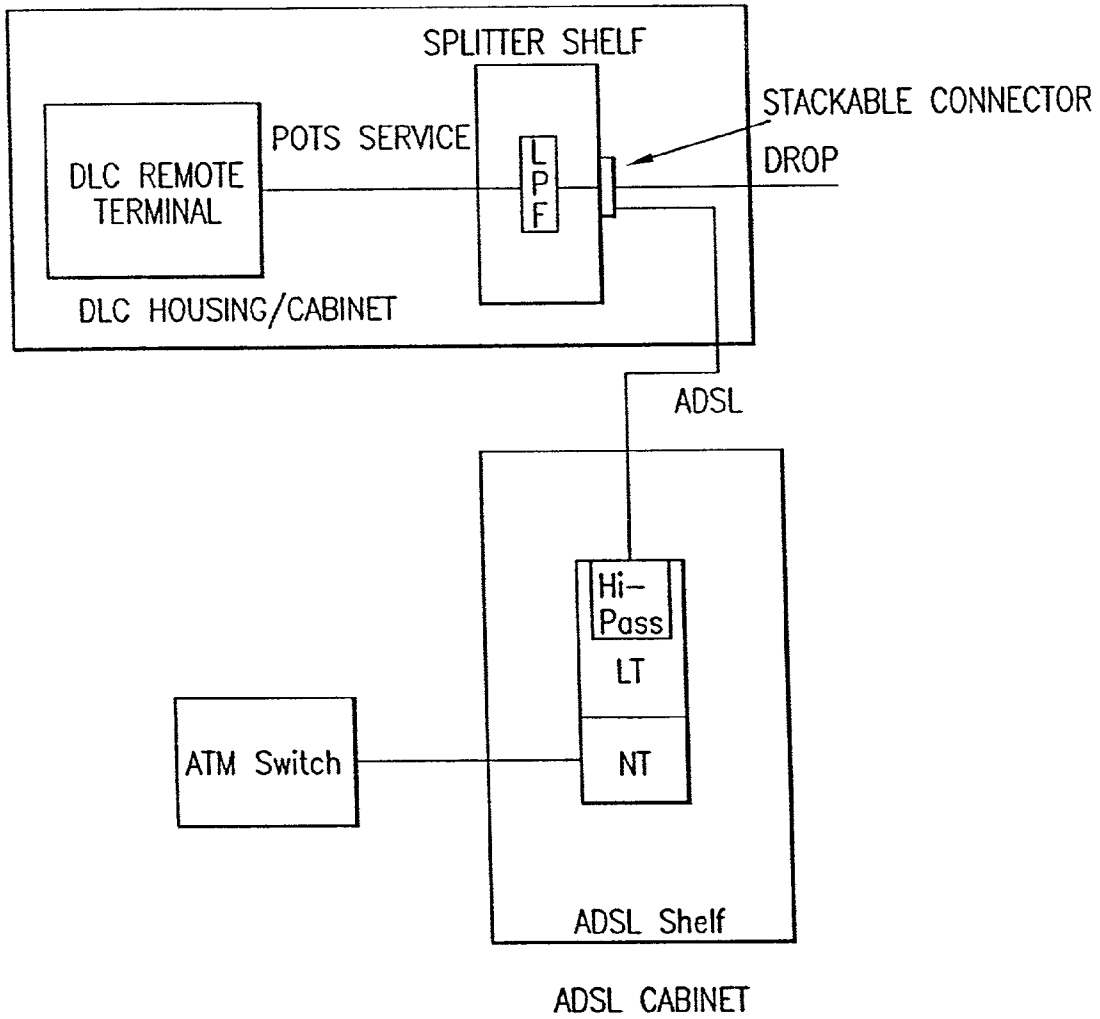 SPLITTER SHELF
STACKABLE CONNECTOR
POTS SERVICE
DROP
DLC REMOTE
TERMINAL
L
P
F
DLC HOUSING/CABINET
ADSL
Hi-
Pass
LT
ATM Switch
NT
ADSL Shelf
ADSL CABINET